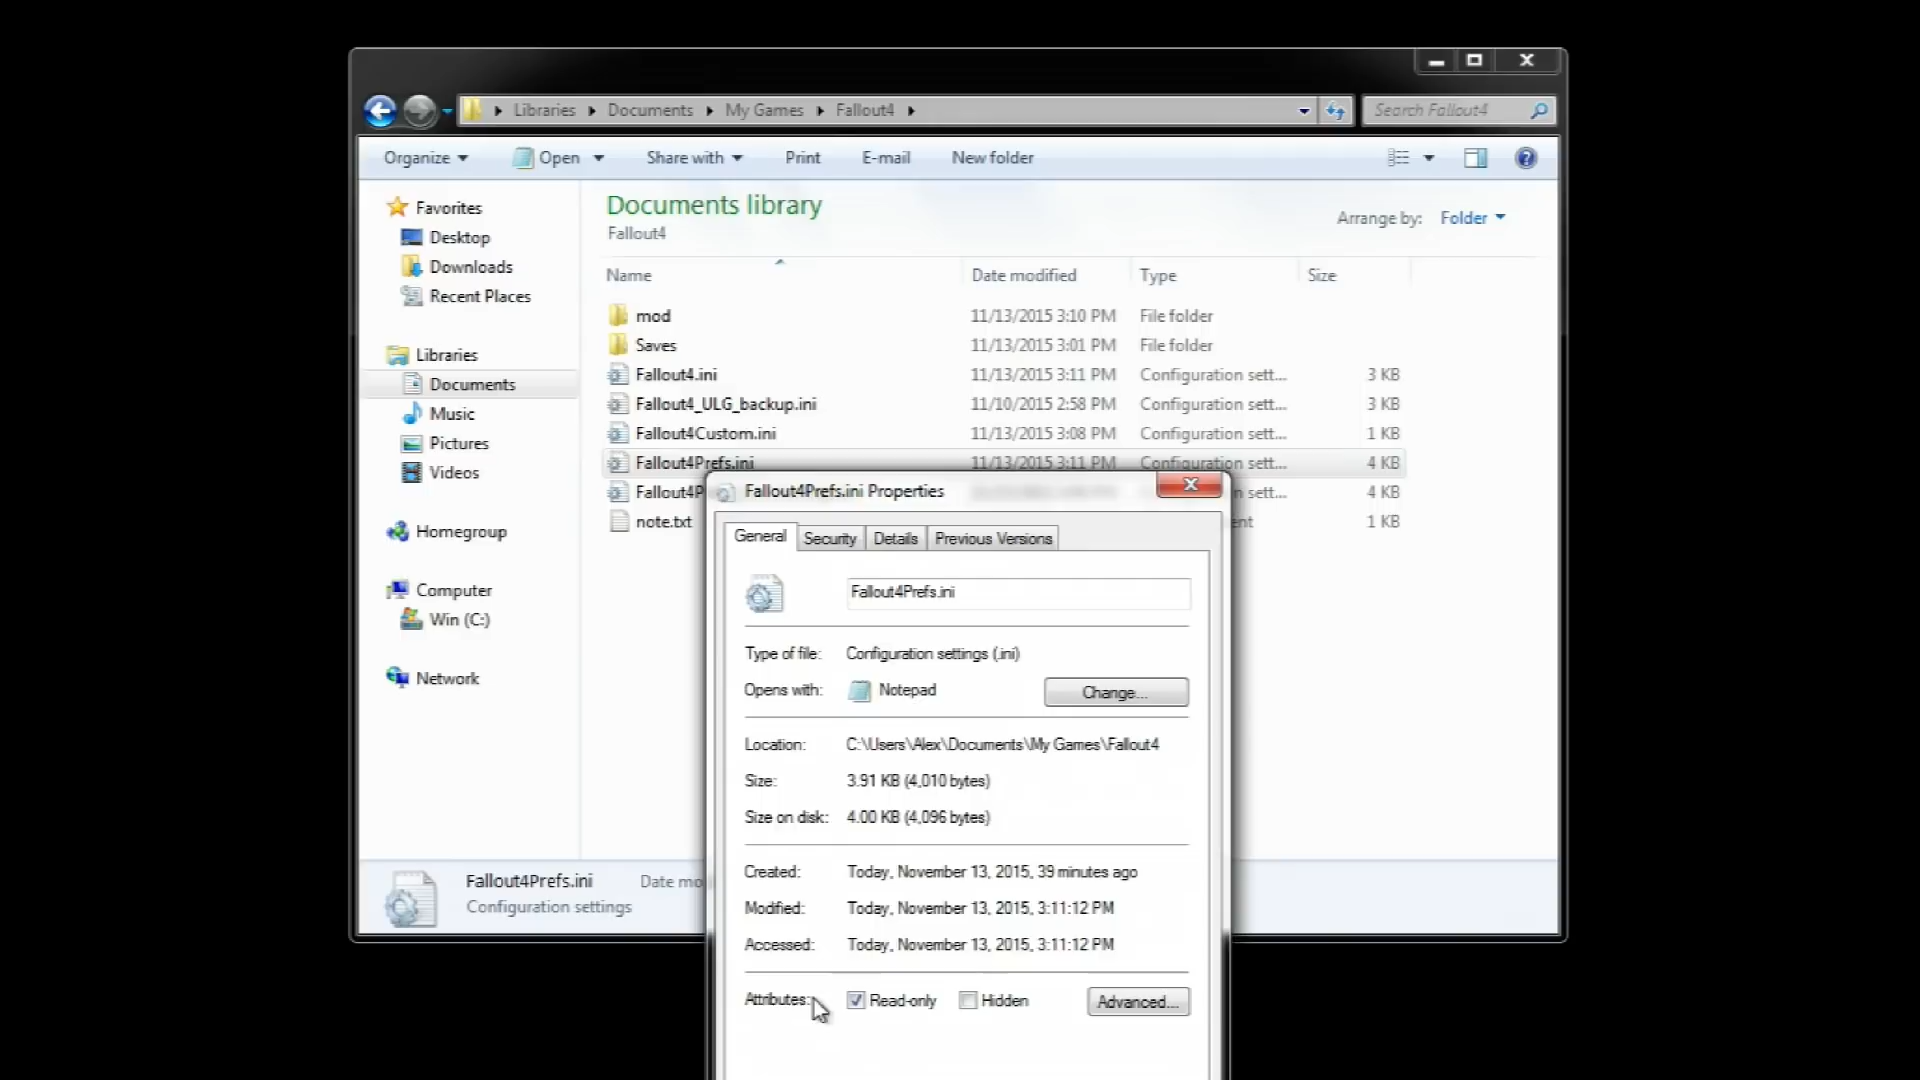 Libraries Documents My Games Fallout4
Search Fallout4
Organize Open Share with Print E-mail New folder
Favorites
Desktop
Downloads
Recent Places
Libraries
Documents
Music
Pictures
Videos
Homegroup
Computer
Win (C:)
Network
Documents library
Fallout4
Arrange by: Folder
Name Date modified Type Size
mod 11/13/2015 3:10 PM File folder
Saves 11/13/2015 3:01 PM File folder
Fallout4.ini 11/13/2015 3:11 PM Configuration sett... 3 KB
Fallout4_ULG_backup.ini 11/10/2015 2:58 PM Configuration sett... 3 KB
Fallout4Custom.ini 11/13/2015 3:08 PM Configuration sett... 1 KB
Fallout4Prefs.ini 11/13/2015 3:11 PM Configuration sett... 4 KB
Fallout4P n sett... 4 KB
note.txt ent 1 KB
Fallout4Prefs.ini Properties
General Security Details Previous Versions
Fallout4Prefs.ini
Type of file: Configuration settings (.ini)
Opens with: Notepad Change...
Location: C:\Users\Alex\Documents\My Games\Fallout4
Size: 3.91 KB (4,010 bytes)
Size on disk: 4.00 KB (4,096 bytes)
Created: Today, November 13, 2015, 39 minutes ago
Modified: Today, November 13, 2015, 3:11:12 PM
Accessed: Today, November 13, 2015, 3:11:12 PM
Attributes: Read-only Hidden Advanced...
Fallout4Prefs.ini Date mo
Configuration settings